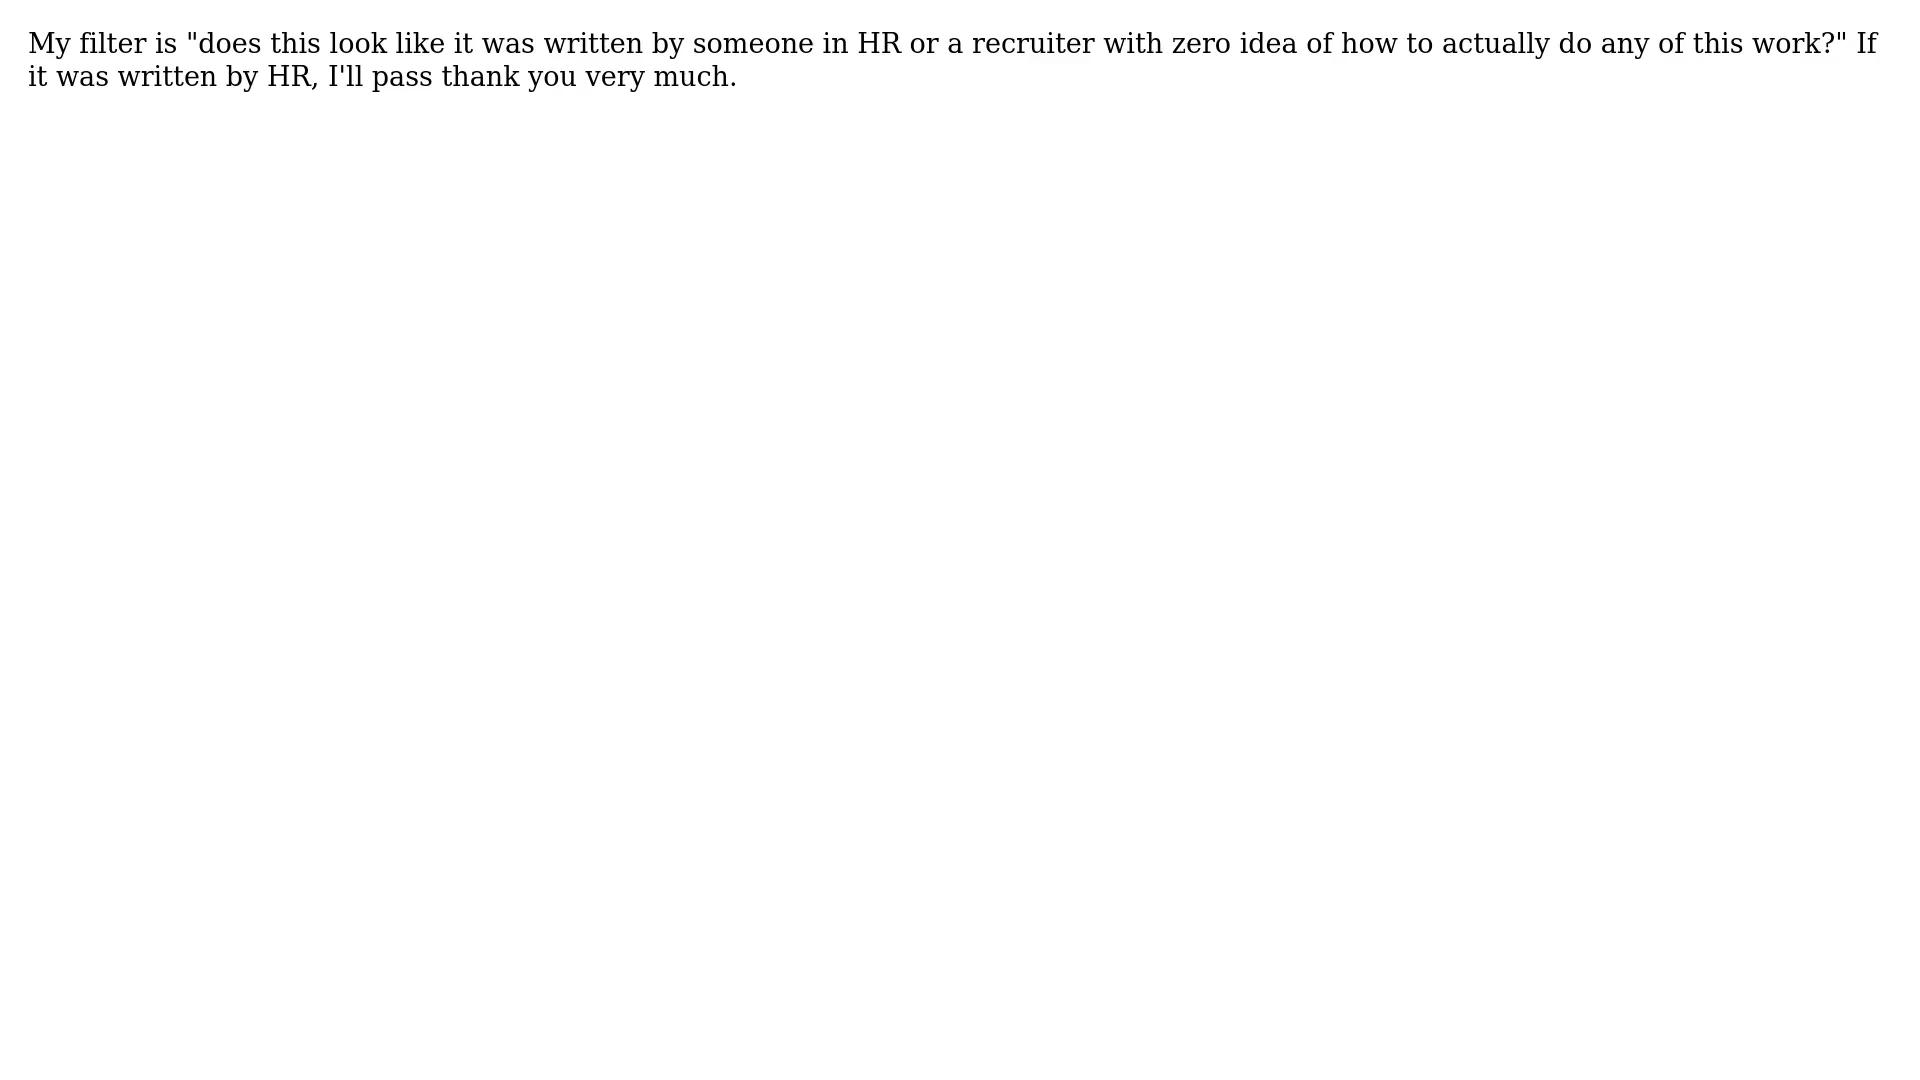 My filter is "does this look like it was written by someone in HR or a recruiter with zero idea of how to actually do any of this work?" If
it was written by HR, I'll pass thank you very much.